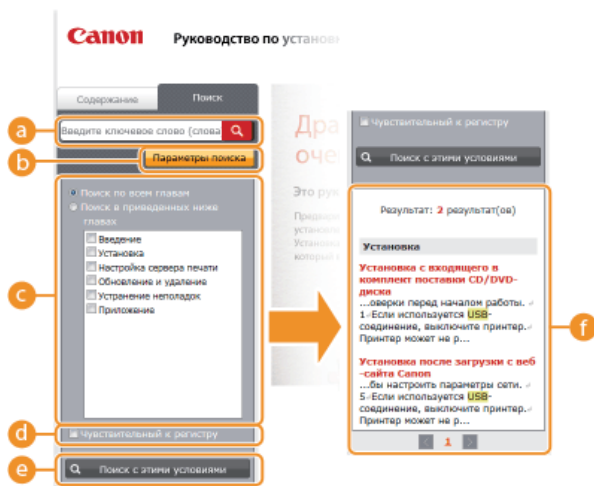 Canon
Руководство по установ
Содержание
Поиск
a
Введите ключевое слово (слова
b
Параметры поиска
c
Поиск по всем главам
Поиск в приведенных ниже
главах
Введение
Установка
Настройка сервера печати
Обновление и удаление
Устранение неполадок
Приложение
d
Чувствительный к регистру
e
Поиск с этими условиями
Дра
оче
Это рук
Чувствительный к регистру
Поиск с этими условиями
f
Результат: 2 результат(ов)
Установка
Установка с входящего в
комплект поставки CD/DVD-
диска
...оверки перед началом работы. ↲
1↲Если используется USB-
соединение, выключите принтер.↲
Принтер может не р...
Установка после загрузки с веб
-сайта Canon
...бы настроить параметры сети. ↲
5↲Если используется USB-
соединение, выключите принтер.↲
Принтер может не р...
1